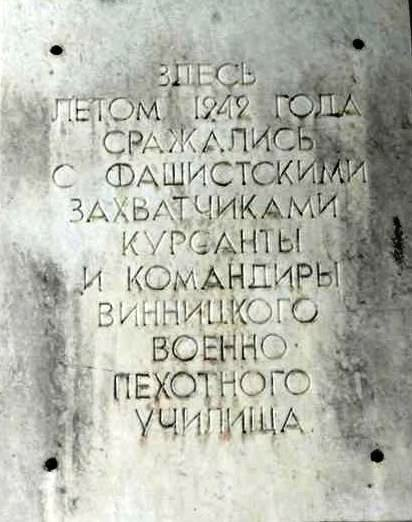 ЗДЕСЬ
ЛЕТОМ 1942 ГОДА
СРАЖАЛИСЬ
С ФАШИСТСКИМИ
ЗАХВАТЧИКАМИ
КУРСАНТЫ
И КОМАНДИРЫ
ВИННИЦКОГО
ВОЕННО-
ПЕХОТНОГО
УЧИЛИЩА